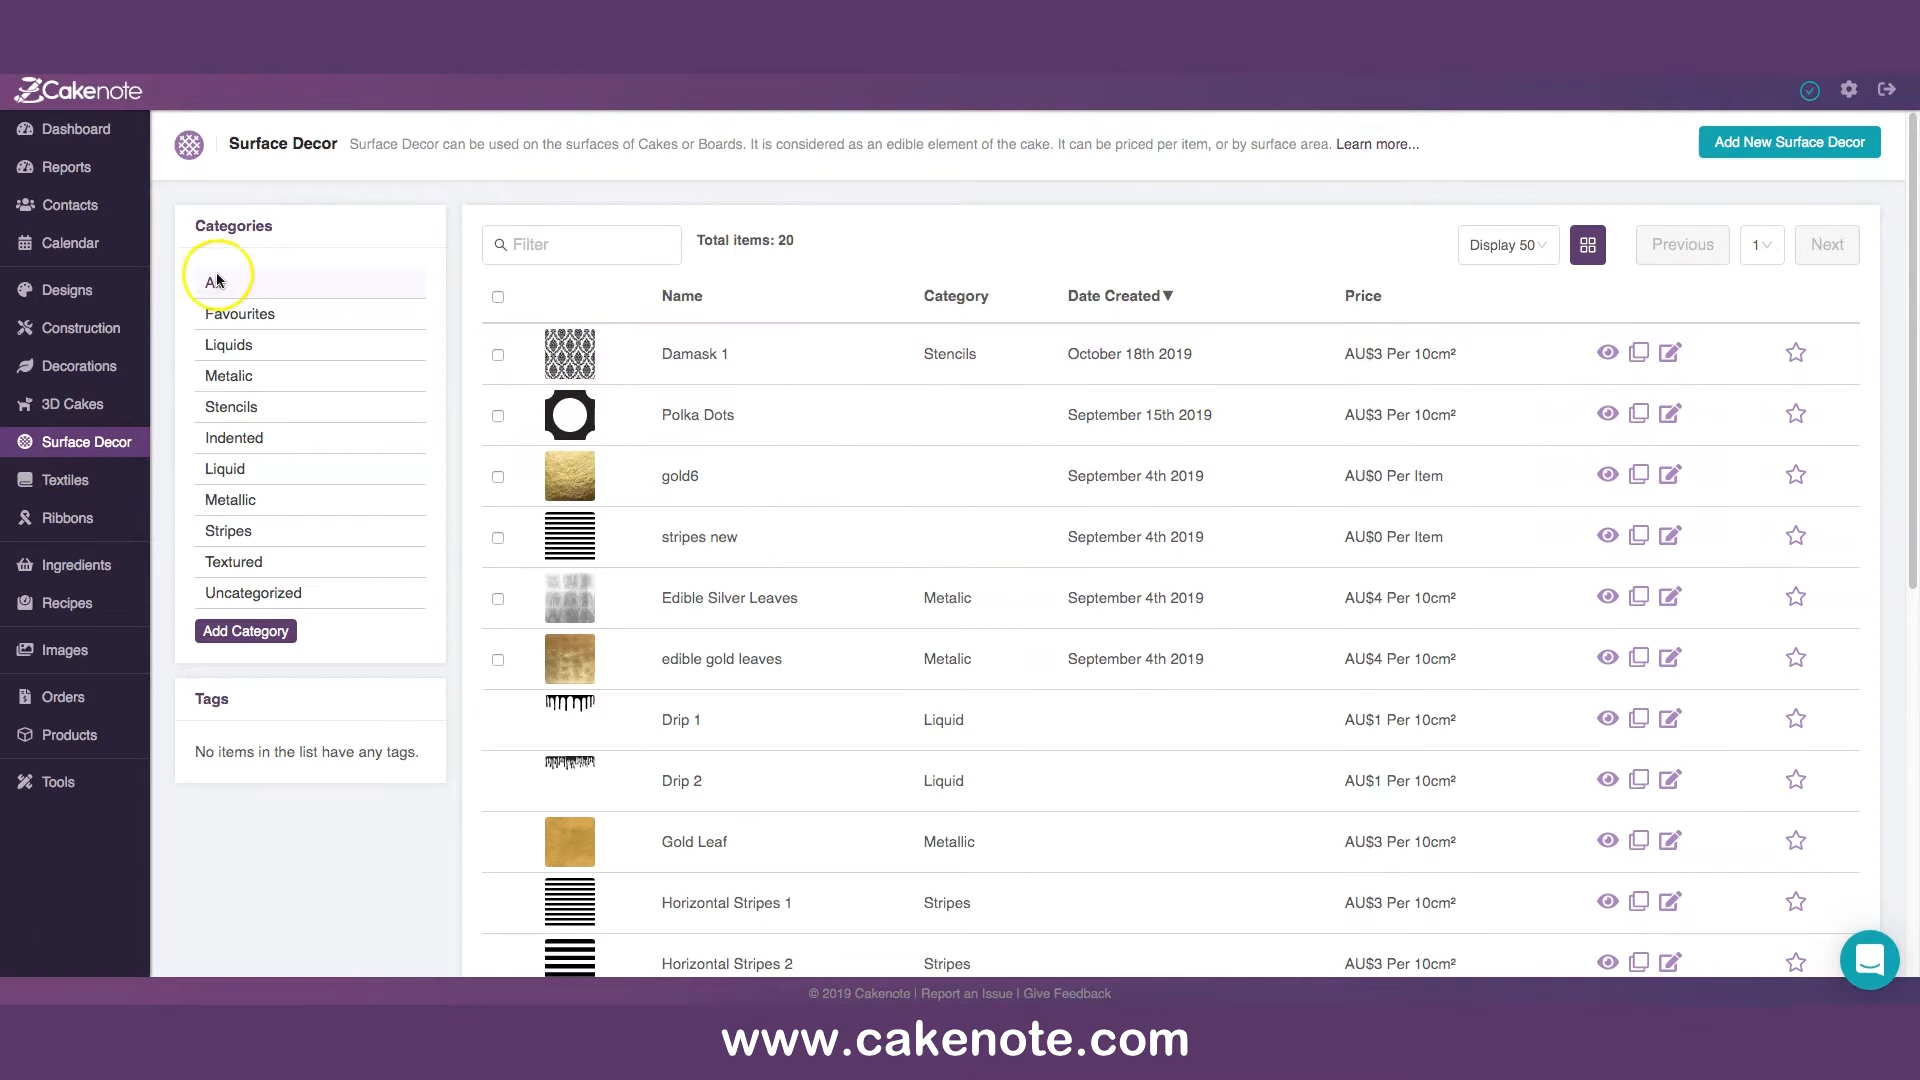 Cakenote
Dashboard
Reports
Contacts
Calendar
Designs
Construction
Decorations
3D Cakes
Surface Decor
Textiles
Ribbons
Ingredients
Recipes
Images
Orders
Products
Tools
Surface Decor
Surface Decor can be used on the surfaces of Cakes or Boards. It is considered as an edible element of the cake. It can be priced per item, or by surface area. Learn more...
Add New Surface Decor
Categories
Favourites
Liquids
Metalic
Stencils
Indented
Liquid
Metallic
Stripes
Textured
Uncategorized
Add Category
Tags
No items in the list have any tags.
Filter
Total items: 20
Display 50
Previous
1
Next
Name Category Date Created▼ Price
Damask 1 Stencils October 18th 2019 AU$3 Per 10cm²
Polka Dots September 15th 2019 AU$3 Per 10cm²
gold6 September 4th 2019 AU$0 Per Item
stripes new September 4th 2019 AU$0 Per Item
Edible Silver Leaves Metalic September 4th 2019 AU$4 Per 10cm²
edible gold leaves Metalic September 4th 2019 AU$4 Per 10cm²
Drip 1 Liquid AU$1 Per 10cm²
Drip 2 Liquid AU$1 Per 10cm²
Gold Leaf Metallic AU$3 Per 10cm²
Horizontal Stripes 1 Stripes AU$3 Per 10cm²
Horizontal Stripes 2 Stripes AU$3 Per 10cm²
© 2019 Cakenote | Report an Issue | Give Feedback
www.cakenote.com